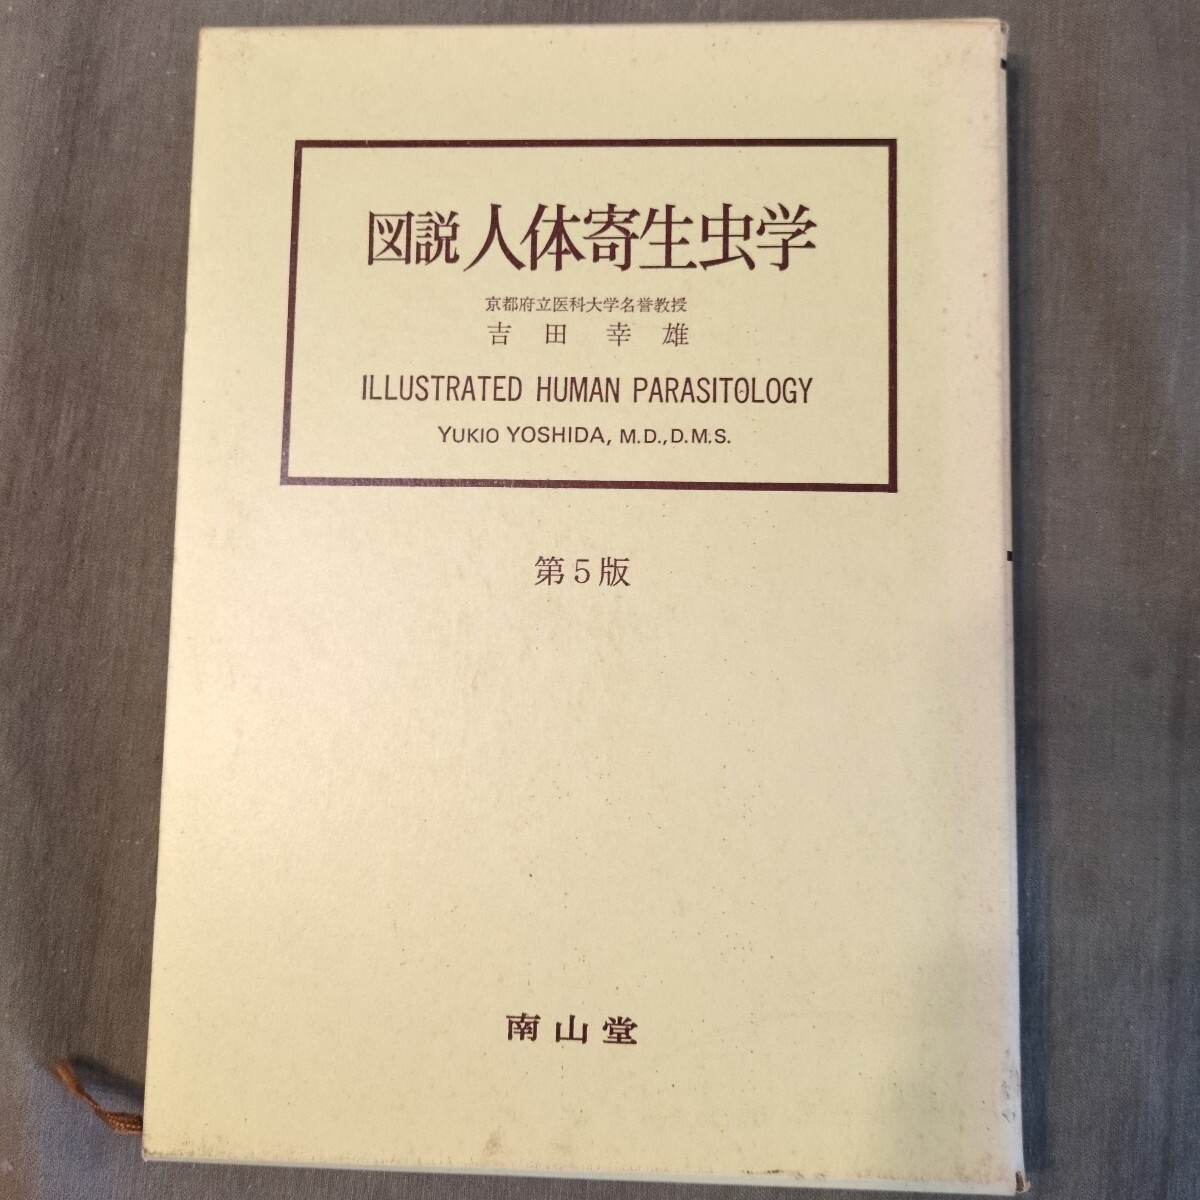 図説 人体寄生虫学
京都府立医科大学名誉教授
吉田 幸雄
ILLUSTRATED HUMAN PARASITOLOGY
YUKIO YOSHIDA, M.D., D.M.S.
第5版
南山堂